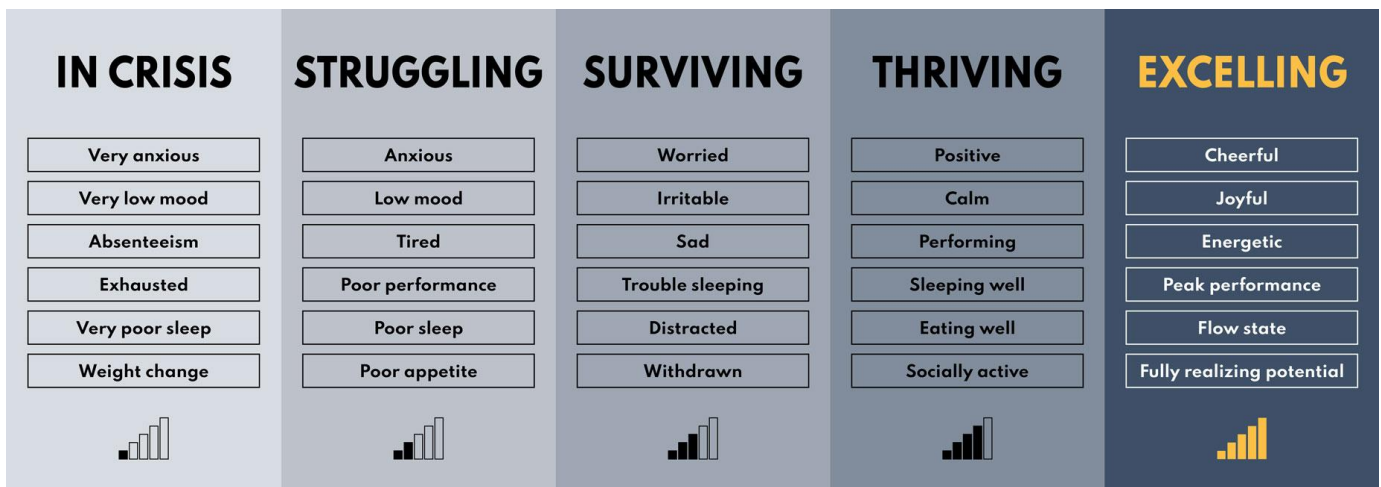 IN CRISIS
Very anxious
Very low mood
Absenteeism
Exhausted
Very poor sleep
Weight change
STRUGGLING
Anxious
Low mood
Tired
Poor performance
Poor sleep
Poor appetite
SURVIVING
Worried
Irritable
Sad
Trouble sleeping
Distracted
Withdrawn
THRIVING
Positive
Calm
Performing
Sleeping well
Eating well
Socially active
EXCELLING
Cheerful
Joyful
Energetic
Peak performance
Flow state
Fully realizing potential